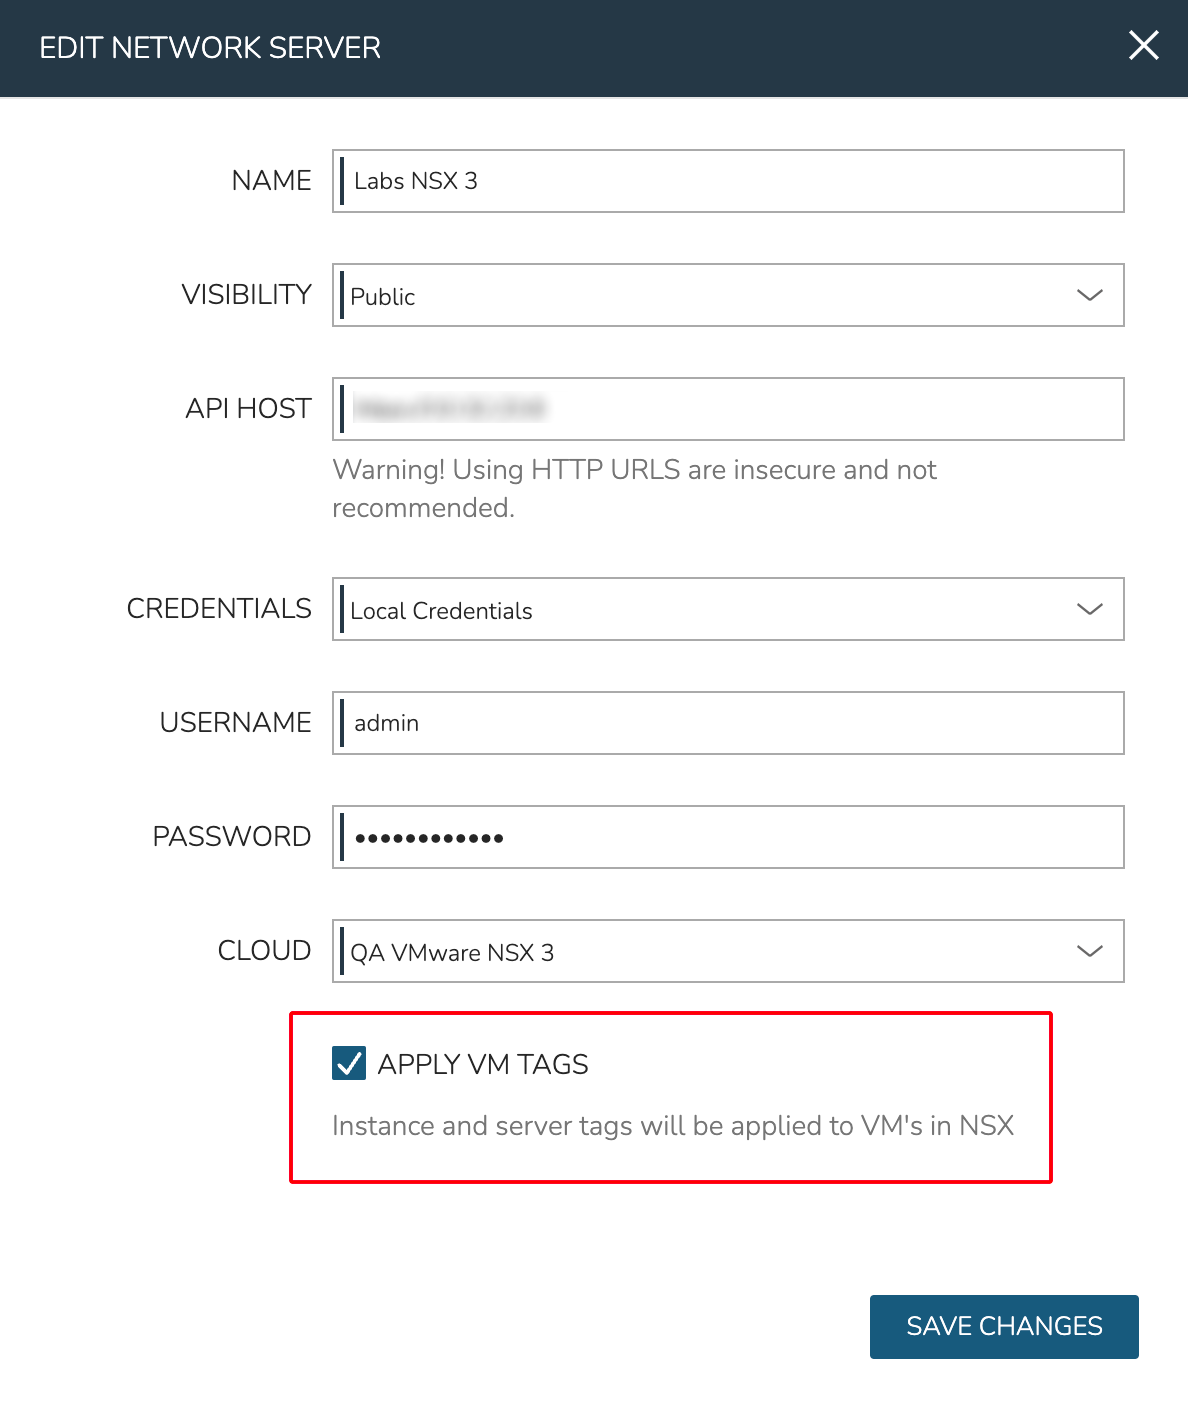 EDIT NETWORK SERVER
NAME
Labs NSX 3
VISIBILITY
Public
API HOST
Warning! Using HTTP URLS are insecure and not
recommended.
CREDENTIALS
Local Credentials
USERNAME
admin
PASSWORD
••••••••••••
CLOUD
QA VMware NSX 3
APPLY VM TAGS
Instance and server tags will be applied to VM's in NSX
SAVE CHANGES